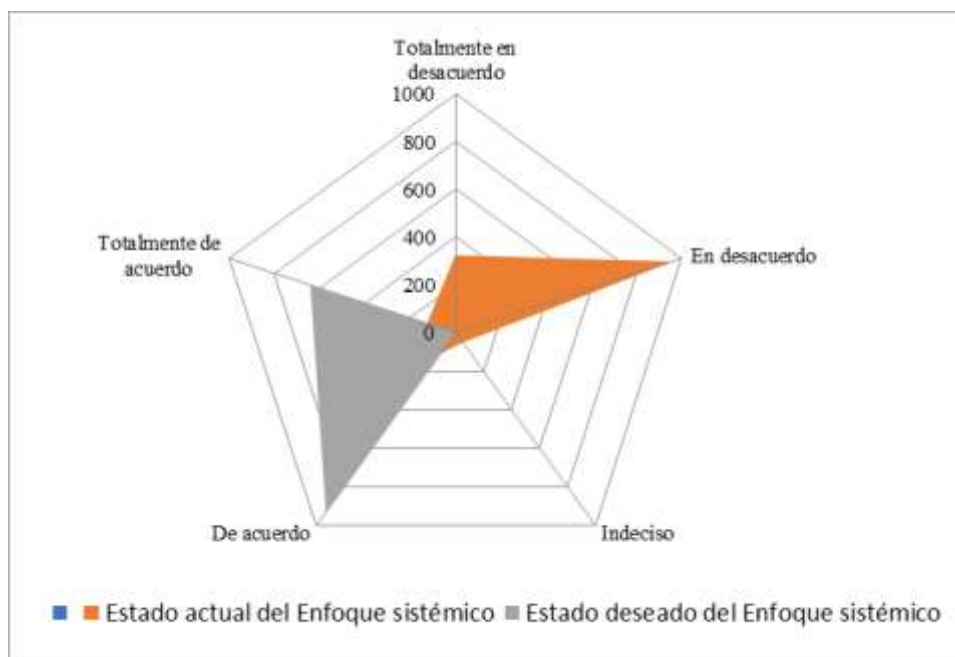 Totalmente en
desacuerdo
1000
800
600
400
200
0
Totalmente de
acuerdo
En desacuerdo
De acuerdo
Indeciso
Estado actual del Enfoque sistémico
Estado deseado del Enfoque sistémico